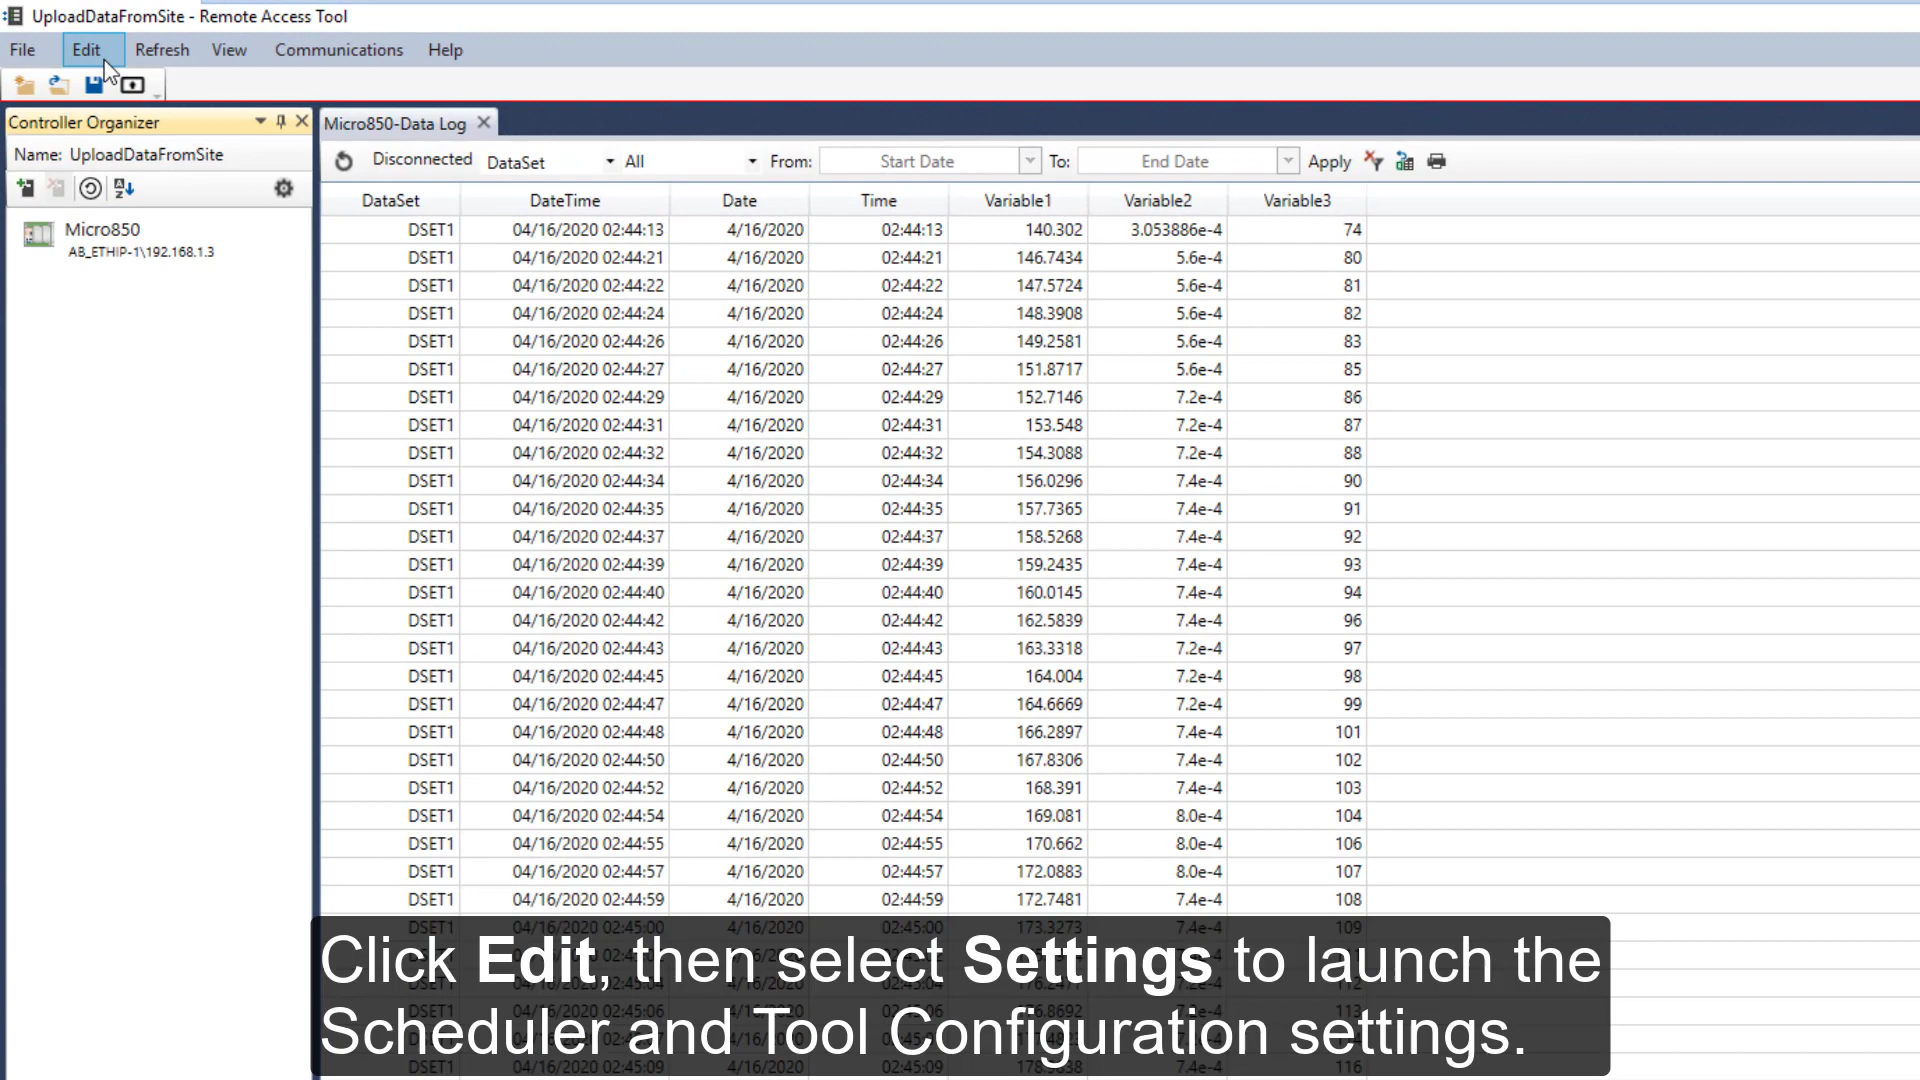 UploadDataFromSite - Remote Access Tool
File Edit Refresh View Communications Help
Controller Organizer
Name: UploadDataFromSite
Micro850
AB_ETHIP-1\192.168.1.3
Micro850-Data Log
Disconnected DataSet All From: Start Date To: End Date Apply
DataSet DateTime Date Time Variable1 Variable2 Variable3
DSET1 04/16/2020 02:44:13 4/16/2020 02:44:13 140.302 3.053886e-4 74
DSET1 04/16/2020 02:44:21 4/16/2020 02:44:21 146.7434 5.6e-4 80
DSET1 04/16/2020 02:44:22 4/16/2020 02:44:22 147.5724 5.6e-4 81
DSET1 04/16/2020 02:44:24 4/16/2020 02:44:24 148.3908 5.6e-4 82
DSET1 04/16/2020 02:44:26 4/16/2020 02:44:26 149.2581 5.6e-4 83
DSET1 04/16/2020 02:44:27 4/16/2020 02:44:27 151.8717 5.6e-4 85
DSET1 04/16/2020 02:44:29 4/16/2020 02:44:29 152.7146 7.2e-4 86
DSET1 04/16/2020 02:44:31 4/16/2020 02:44:31 153.548 7.2e-4 87
DSET1 04/16/2020 02:44:32 4/16/2020 02:44:32 154.3088 7.2e-4 88
DSET1 04/16/2020 02:44:34 4/16/2020 02:44:34 156.0296 7.4e-4 90
DSET1 04/16/2020 02:44:35 4/16/2020 02:44:35 157.7365 7.4e-4 91
DSET1 04/16/2020 02:44:37 4/16/2020 02:44:37 158.5268 7.4e-4 92
DSET1 04/16/2020 02:44:39 4/16/2020 02:44:39 159.2435 7.4e-4 93
DSET1 04/16/2020 02:44:40 4/16/2020 02:44:40 160.0145 7.4e-4 94
DSET1 04/16/2020 02:44:42 4/16/2020 02:44:42 162.5839 7.4e-4 96
DSET1 04/16/2020 02:44:43 4/16/2020 02:44:43 163.3318 7.2e-4 97
DSET1 04/16/2020 02:44:45 4/16/2020 02:44:45 164.004 7.2e-4 98
DSET1 04/16/2020 02:44:47 4/16/2020 02:44:47 164.6669 7.2e-4 99
DSET1 04/16/2020 02:44:48 4/16/2020 02:44:48 166.2897 7.4e-4 101
DSET1 04/16/2020 02:44:50 4/16/2020 02:44:50 167.8306 7.4e-4 102
DSET1 04/16/2020 02:44:52 4/16/2020 02:44:52 168.391 7.4e-4 103
DSET1 04/16/2020 02:44:54 4/16/2020 02:44:54 169.081 8.0e-4 104
DSET1 04/16/2020 02:44:55 4/16/2020 02:44:55 170.662 8.0e-4 106
DSET1 04/16/2020 02:44:57 4/16/2020 02:44:57 172.0883 8.0e-4 107
DSET1 04/16/2020 02:44:59 4/16/2020 02:44:59 172.7481 7.4e-4 108
DSET1 04/16/2020 02:45:00 4/16/2020 02:45:00 173.3273 7.4e-4 109
Click Edit, then select Settings to launch the
Scheduler and Tool Configuration settings.